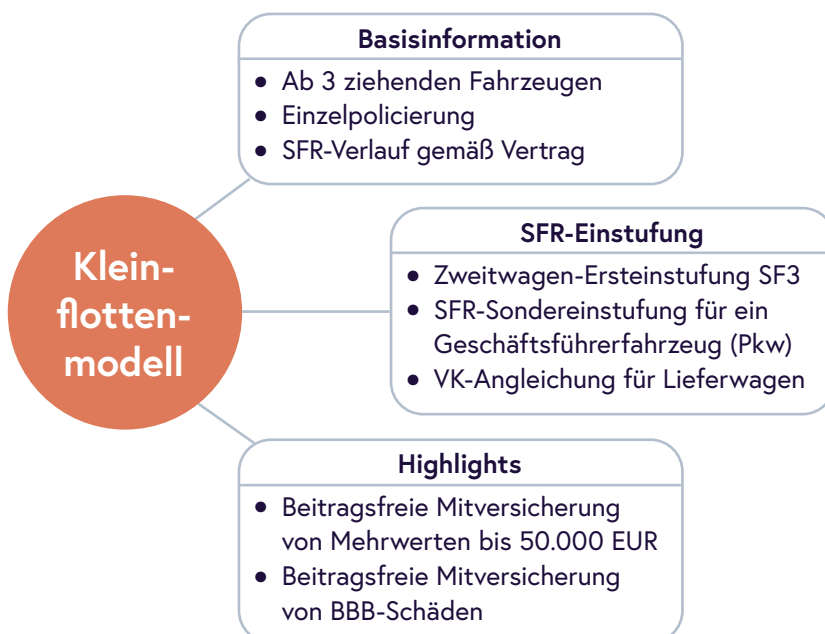 Basisinformation
• Ab 3 ziehenden Fahrzeugen
• Einzelpolicierung
• SFR-Verlauf gemäß Vertrag
Klein-
flotten-
modell
SFR-Einstufung
• Zweitwagen-Ersteinstufung SF3
• SFR-Sondereinstufung für ein
Geschäftsführerfahrzeug (Pkw)
• VK-Angleichung für Lieferwagen
Highlights
• Beitragsfreie Mitversicherung
von Mehrwerten bis 50.000 EUR
• Beitragsfreie Mitversicherung
von BBB-Schäden